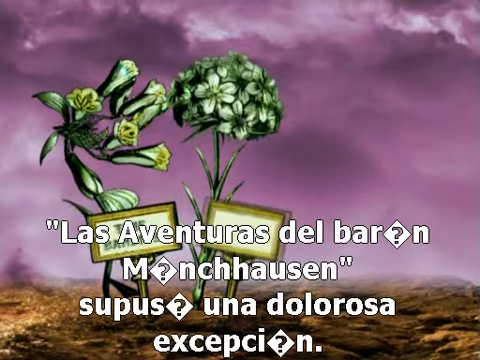 "Las Aventuras del bar�n
M�nchhausen"
supus� una dolorosa
excepci�n.